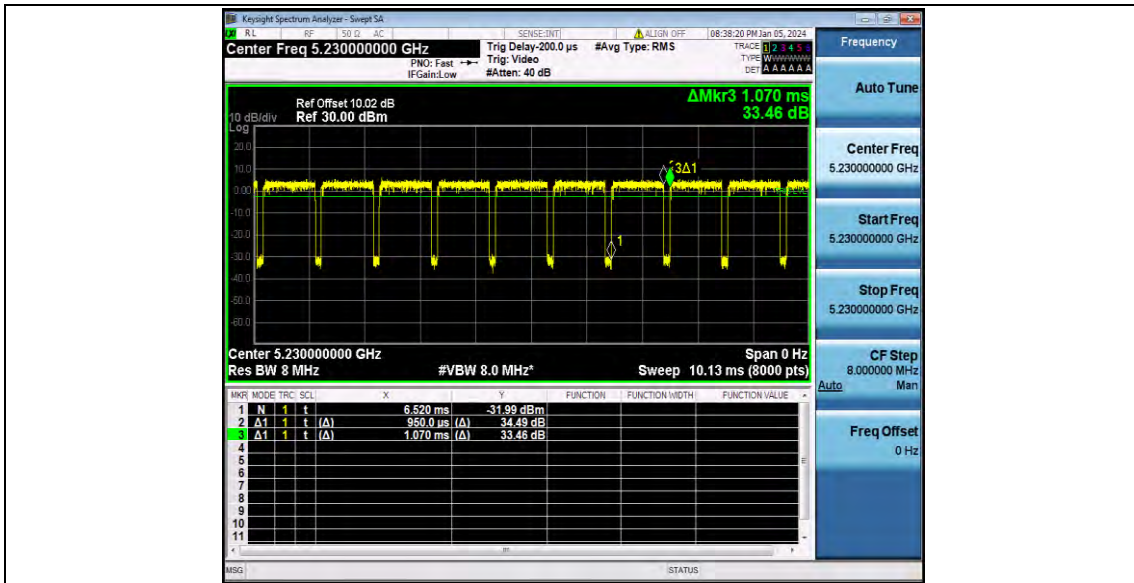 Keysight Spectrum Analyzer - Swept SA
RL RF 50 Ω AC SENSE:INT ALIGN OFF 08:38:20 PM Jan 05, 2024
Center Freq 5.230000000 GHz
PNO: Fast
IFGain:Low
Trig Delay-200.0 µs
Trig: Video
#Atten: 40 dB
#Avg Type: RMS
TRACE 1 2 3 4 5 6
TYPE W
DET A A A A A A
ΔMkr3 1.070 ms
33.46 dB
Ref Offset 10.02 dB
10 dB/div Ref 30.00 dBm
Log
20.0
10.0
0.00
-10.0
-20.0
-30.0
-40.0
-50.0
-60.0
3Δ1
1
Center 5.230000000 GHz Span 0 Hz
Res BW 8 MHz #VBW 8.0 MHz* Sweep 10.13 ms (8000 pts)
MKR MODE TRC SCL X Y FUNCTION FUNCTION WIDTH FUNCTION VALUE
1 N 1 t 6.520 ms -31.99 dBm
2 Δ1 1 t (Δ) 950.0 µs (Δ) 34.49 dB
3 Δ1 1 t (Δ) 1.070 ms (Δ) 33.46 dB
4
5
6
7
8
9
10
11
MSG STATUS
Frequency
Auto Tune
Center Freq
5.230000000 GHz
Start Freq
5.230000000 GHz
Stop Freq
5.230000000 GHz
CF Step
8.000000 MHz
Auto Man
Freq Offset
0 Hz